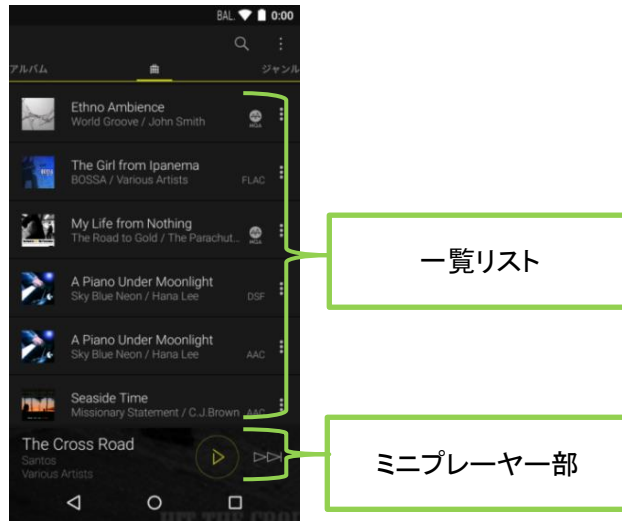 BAL. 0:00
アルバム 曲 ジャンル
Ethno Ambience
World Groove / John Smith
MQA
The Girl from Ipanema
BOSSA / Various Artists FLAC
My Life from Nothing
The Road to Gold / The Parachut...
MQA
A Piano Under Moonlight
Sky Blue Neon / Hana Lee DSF
A Piano Under Moonlight
Sky Blue Neon / Hana Lee AAC
Seaside Time
Missionary Statement / C.J.Brown AAC
一覧リスト
The Cross Road
Santos
Various Artists
ミニプレーヤー部